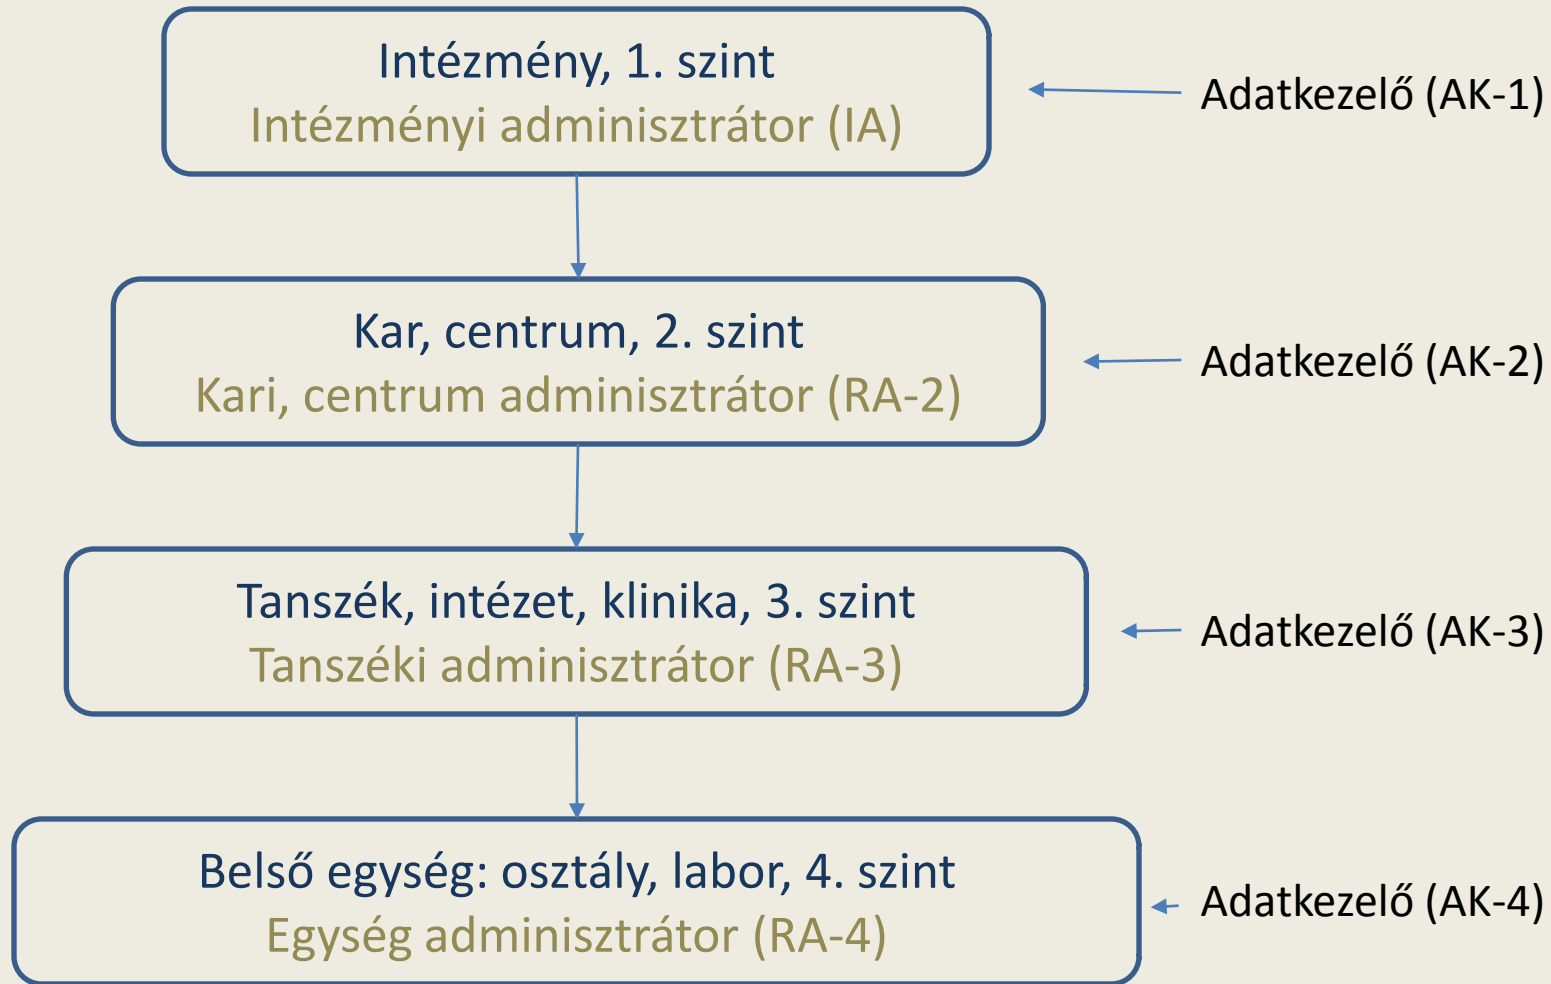 Intézmény, 1. szint
Intézményi adminisztrátor (IA)
Adatkezelő (AK-1)
Kar, centrum, 2. szint
Kari, centrum adminisztrátor (RA-2)
Adatkezelő (AK-2)
Tanszék, intézet, klinika, 3. szint
Tanszéki adminisztrátor (RA-3)
Adatkezelő (AK-3)
Belső egység: osztály, labor, 4. szint
Egység adminisztrátor (RA-4)
Adatkezelő (AK-4)